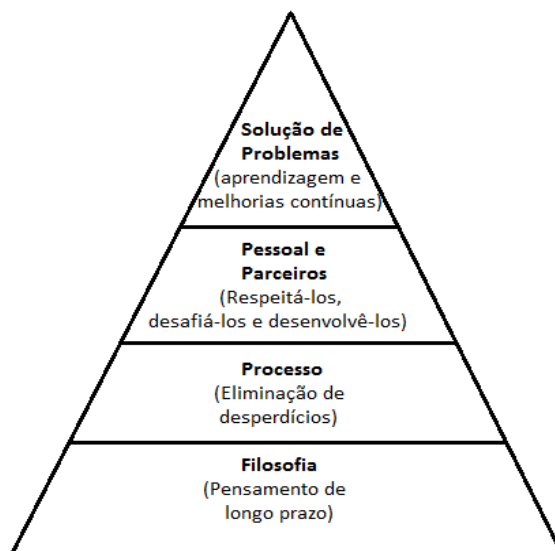 Solução de
Problemas
(aprendizagem e
melhorias contínuas)
Pessoal e
Parceiros
(Respeitá-los,
desafiá-los e desenvolvê-los)
Processo
(Eliminação de
desperdícios)
Filosofia
(Pensamento de
longo prazo)